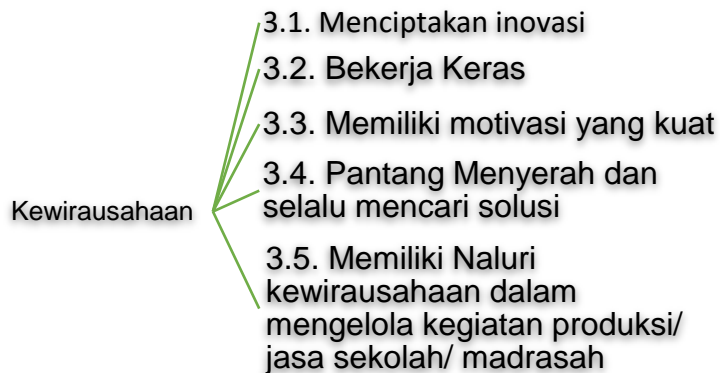 3.1. Menciptakan inovasi
3.2. Bekerja Keras
3.3. Memiliki motivasi yang kuat
3.4. Pantang Menyerah dan
selalu mencari solusi
Kewirausahaan
3.5. Memiliki Naluri
kewirausahaan dalam
mengelola kegiatan produksi/
jasa sekolah/ madrasah